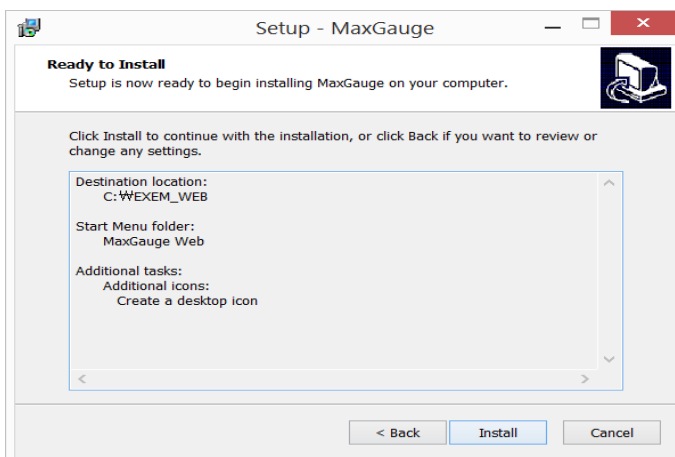 Setup - MaxGauge
Ready to Install
Setup is now ready to begin installing MaxGauge on your computer.
Click Install to continue with the installation, or click Back if you want to review or
change any settings.
Destination location:
C:₩EXEM_WEB
Start Menu folder:
MaxGauge Web
Additional tasks:
Additional icons:
Create a desktop icon
< Back
Install
Cancel